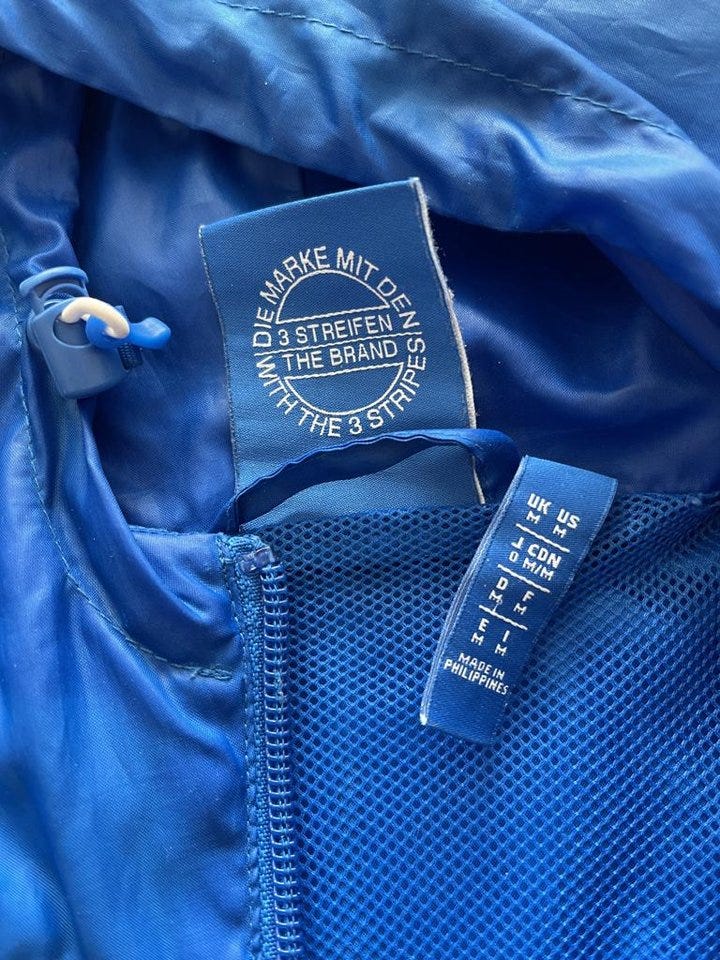 DIE MARKE MIT DEN
3 STREIFEN
THE BRAND
WITH THE 3 STRIPES
UK US
M M
J CDN
O M/M
D F
M M
E I
M M
MADE IN
PHILIPPINES